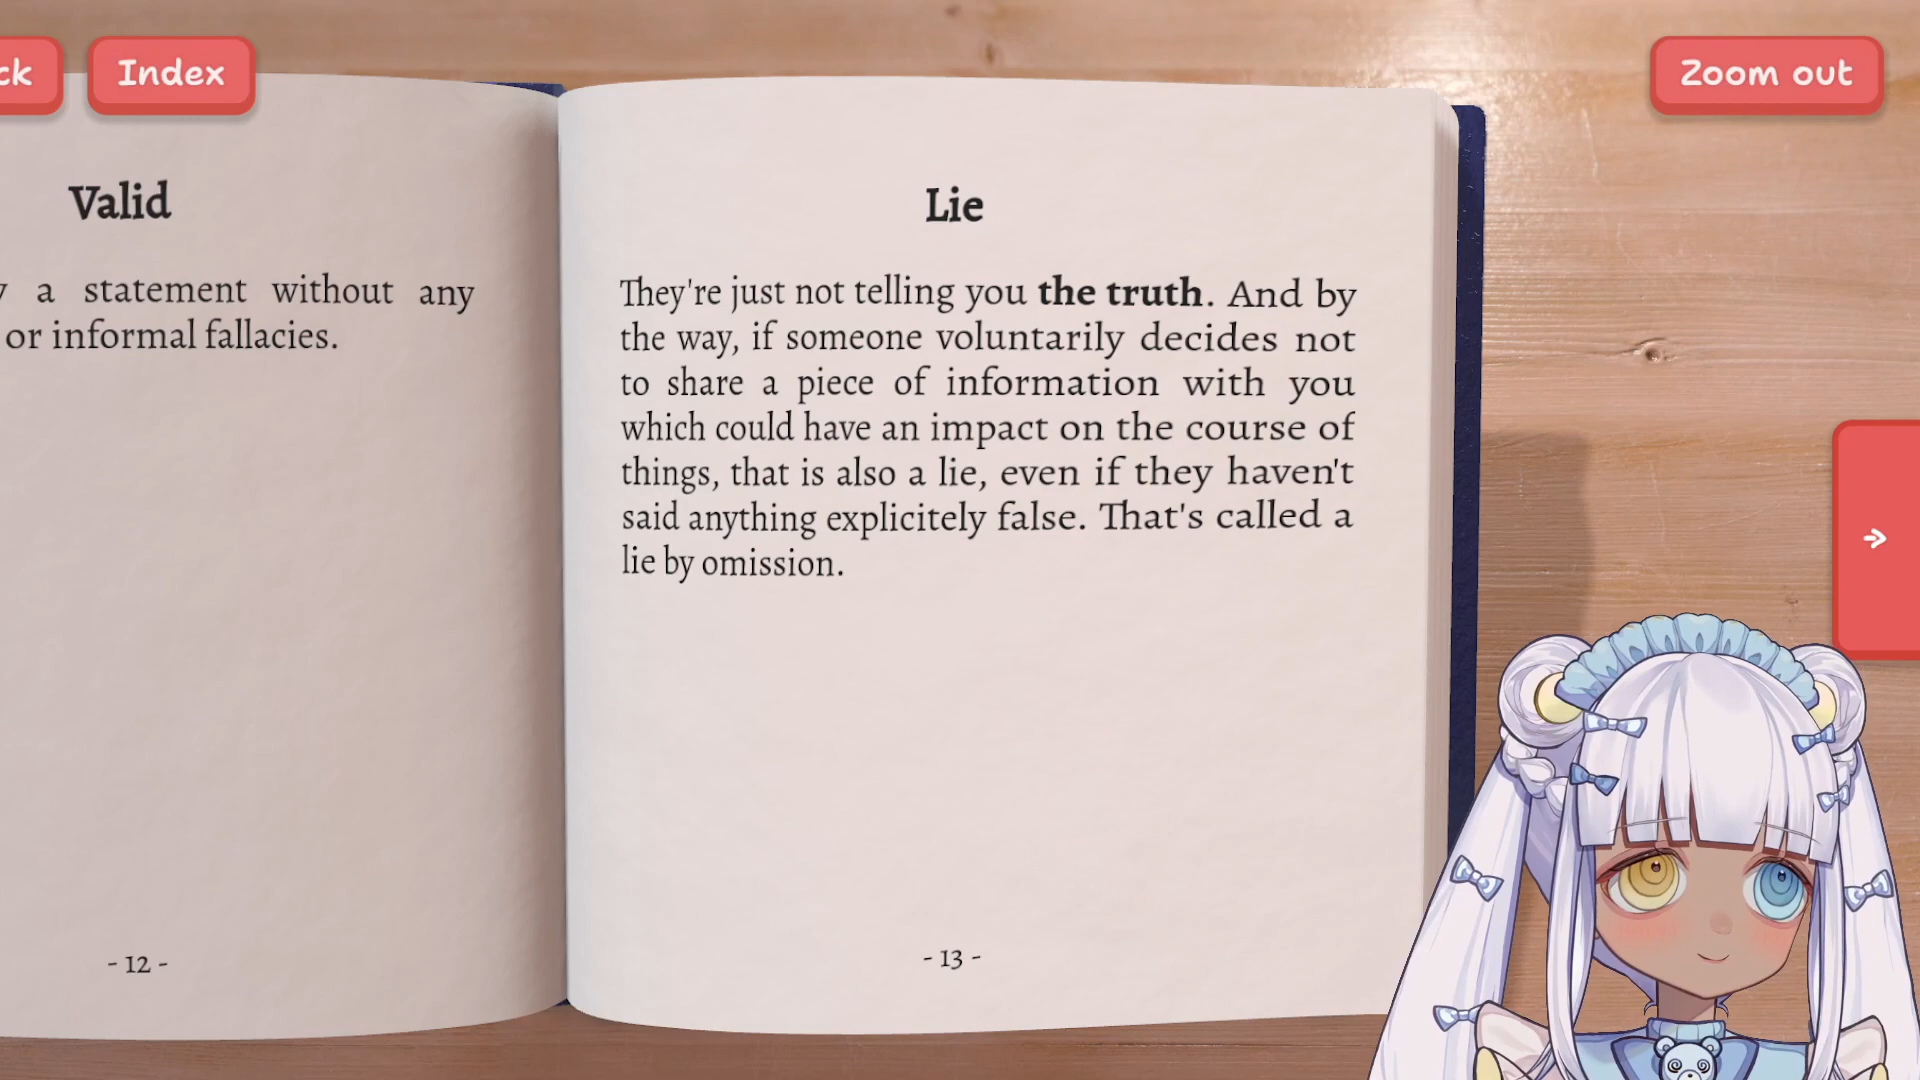 ck
Index
Zoom out
Valid
a statement without any
or informal fallacies.
- 12 -
Lie
They're just not telling you the truth. And by
the way, if someone voluntarily decides not
to share a piece of information with you
which could have an impact on the course of
things, that is also a lie, even if they haven't
said anything explicitely false. That's called a
lie by omission.
- 13 -
→